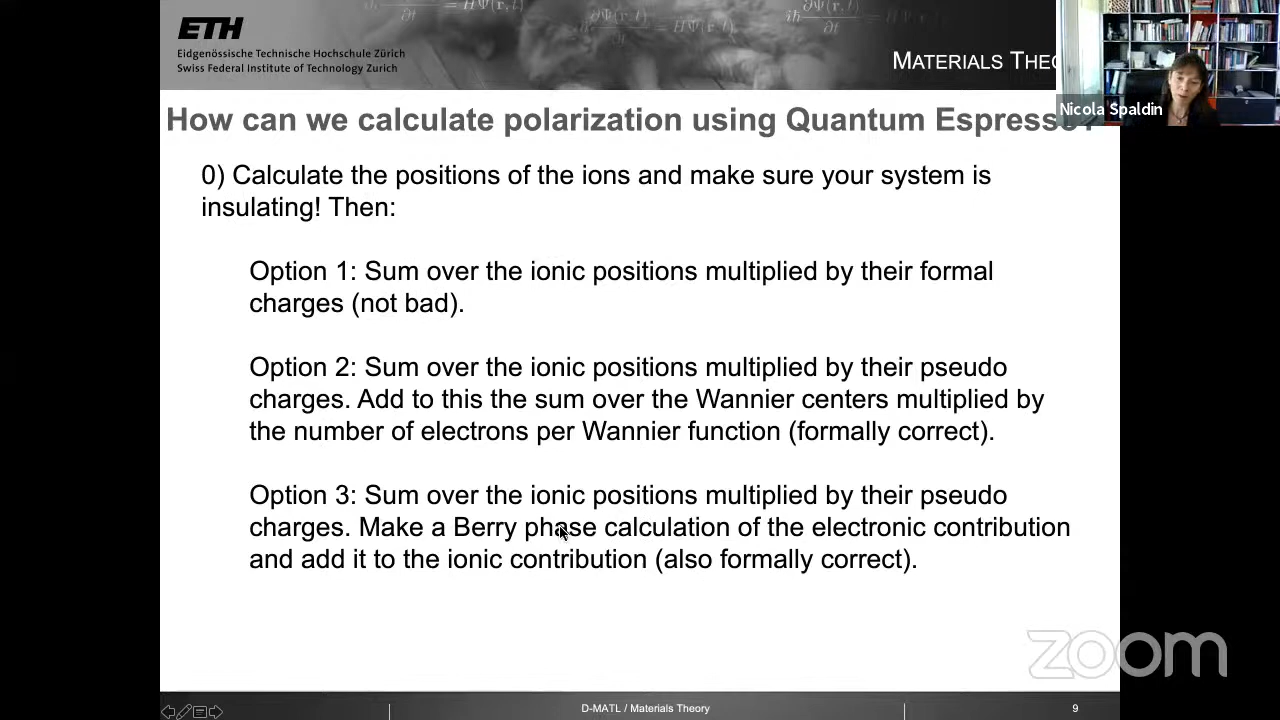 ETH
Eidgenössische Technische Hochschule Zürich
Swiss Federal Institute of Technology Zurich
MATERIALS THEO
Nicola Spaldin
How can we calculate polarization using Quantum Espresso?
0) Calculate the positions of the ions and make sure your system is
insulating! Then:
Option 1: Sum over the ionic positions multiplied by their formal
charges (not bad).
Option 2: Sum over the ionic positions multiplied by their pseudo
charges. Add to this the sum over the Wannier centers multiplied by
the number of electrons per Wannier function (formally correct).
Option 3: Sum over the ionic positions multiplied by their pseudo
charges. Make a Berry phase calculation of the electronic contribution
and add it to the ionic contribution (also formally correct).
zoom
D-MATL / Materials Theory
9